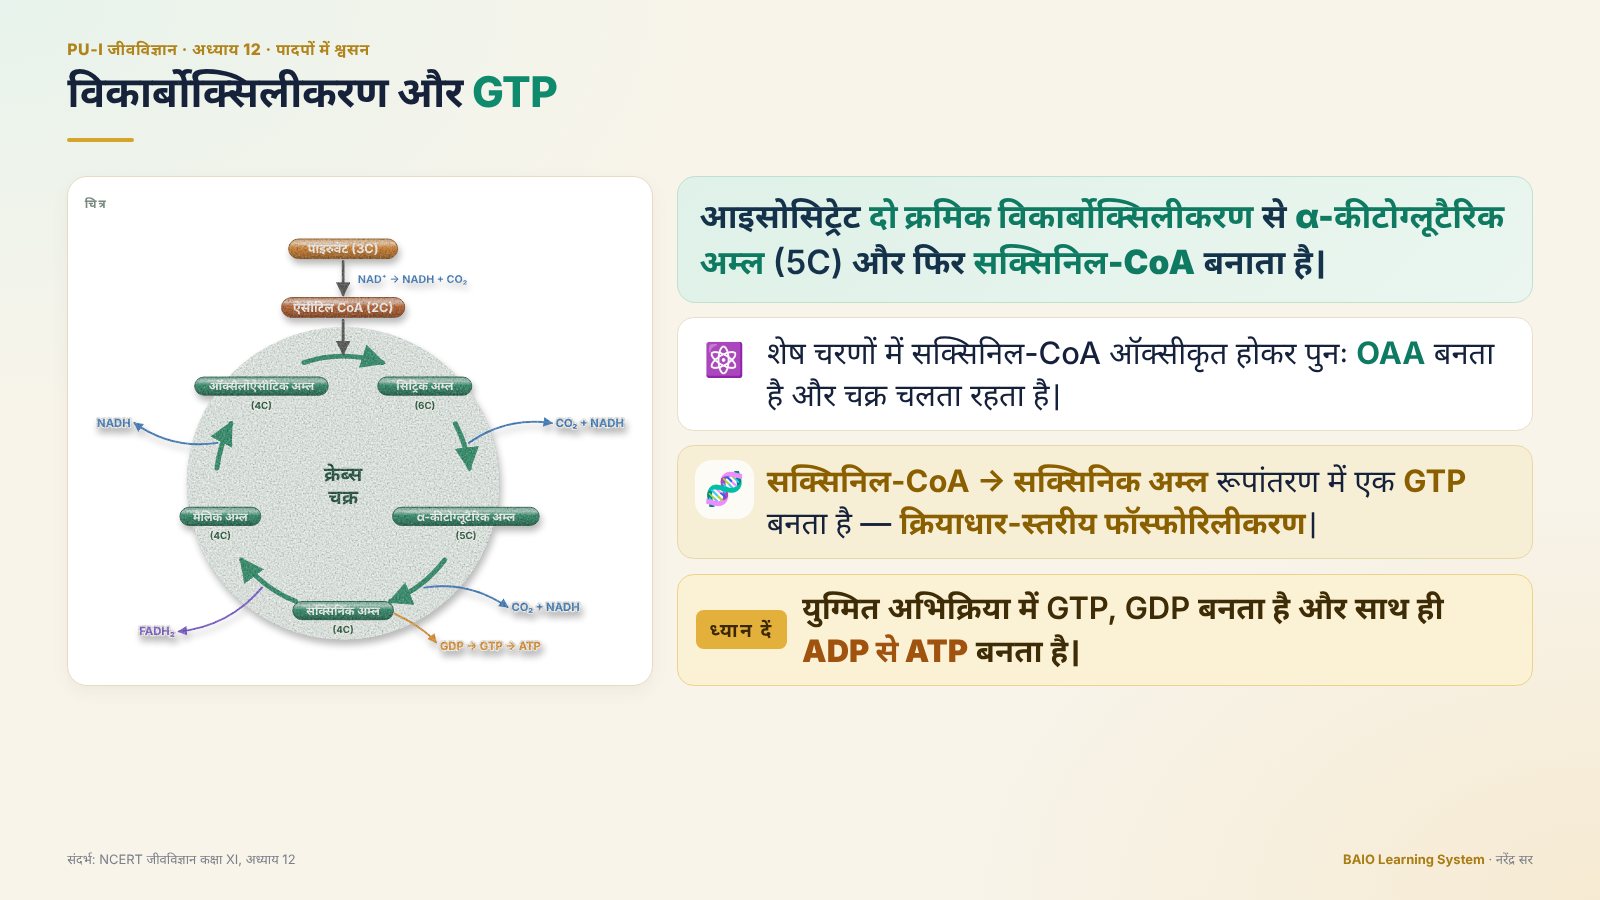 PU-I जीवविज्ञान · अध्याय 12 · पादपों में श्वसन
विकार्बोक्सिलीकरण और GTP
चित्र
पाइरुवेट (3C)
NAD⁺ → NADH + CO₂
ऐसीटिल CoA (2C)
ऑक्सैलोऐसीटिक अम्ल
(4C)
सिट्रिक अम्ल
(6C)
NADH
CO₂ + NADH
क्रेब्स
चक्र
मैलिक अम्ल
(4C)
α-कीटोग्लूटैरिक अम्ल
(5C)
सक्सिनिक अम्ल
(4C)
CO₂ + NADH
FADH₂
GDP → GTP → ATP
आइसोसिट्रेट दो क्रमिक विकार्बोक्सिलीकरण से α-कीटोग्लूटैरिक
अम्ल (5C) और फिर सक्सिनिल-CoA बनाता है|
शेष चरणों में सक्सिनिल-CoA ऑक्सीकृत होकर पुनः OAA बनता
है और चक्र चलता रहता है|
सक्सिनिल-CoA → सक्सिनिक अम्ल रूपांतरण में एक GTP
बनता है — क्रियाधार-स्तरीय फॉस्फोरिलीकरण|
ध्यान दें
युग्मित अभिक्रिया में GTP, GDP बनता है और साथ ही
ADP से ATP बनता है|
संदर्भ: NCERT जीवविज्ञान कक्षा XI, अध्याय 12
BAIO Learning System · नरेंद्र सर